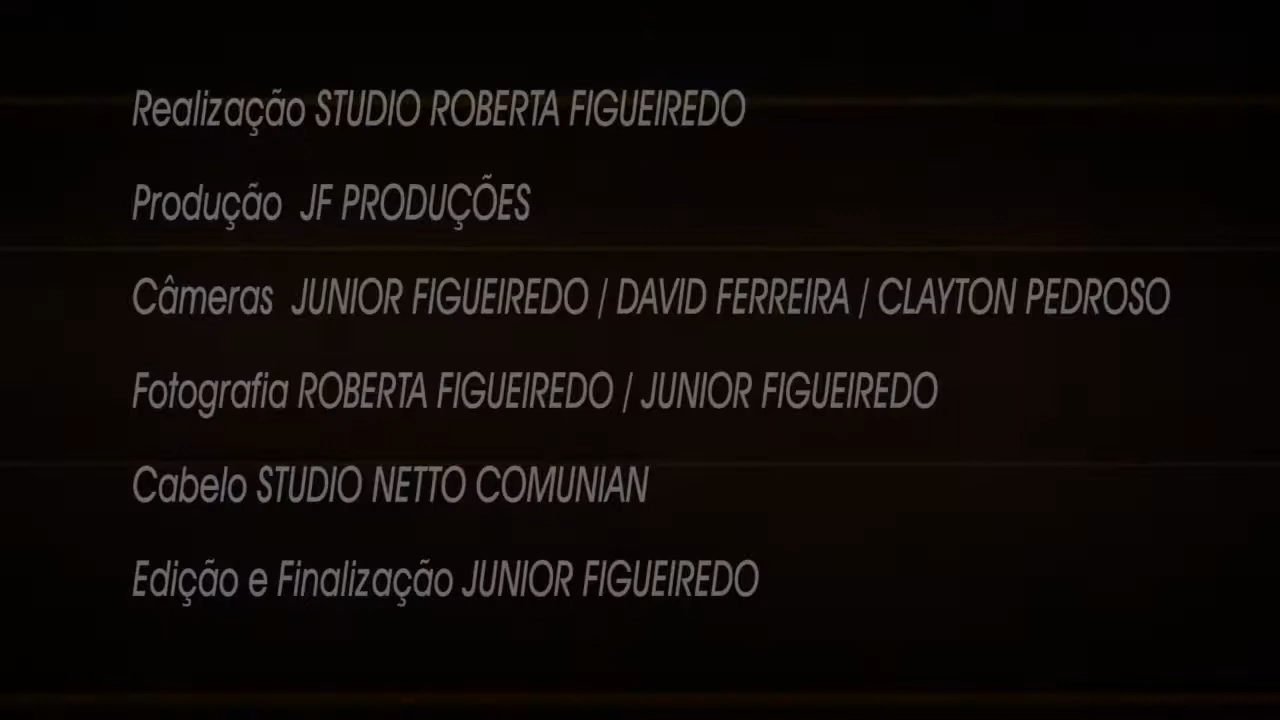 Realização STUDIO ROBERTA FIGUEIREDO
Produção JF PRODUÇÕES
Câmeras JUNIOR FIGUEIREDO / DAVID FERREIRA / CLAYTON PEDROSO
Fotografia ROBERTA FIGUEIREDO / JUNIOR FIGUEIREDO
Cabelo STUDIO NETTO COMUNIAN
Edição e Finalização JUNIOR FIGUEIREDO